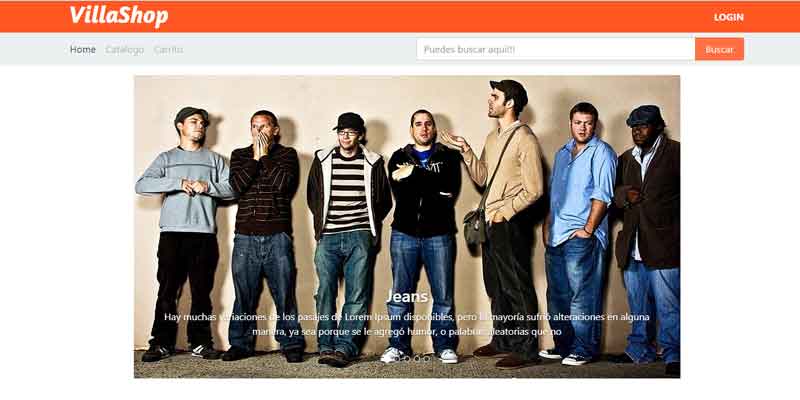 VillaShop
LOGIN
Home Catalogo Carrito
Puedes buscar aquí!!!
Buscar
Jeans
Hay muchas variaciones de los pasajes de Lorem Ipsum disponibles, pero la mayoría sufrió alteraciones en alguna
manera, ya sea porque se le agregó humor, o palabras aleatorias que no